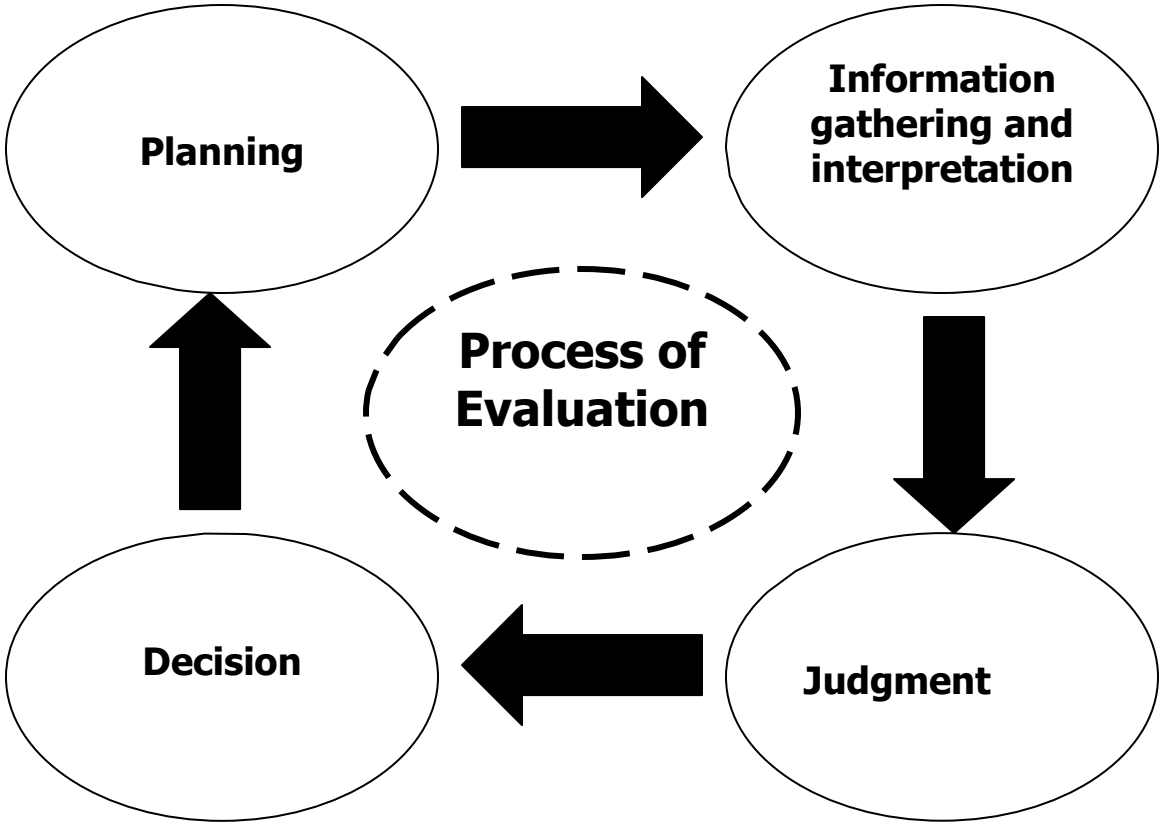 Planning
Information
gathering and
interpretation
Process of
Evaluation
Decision
Judgment